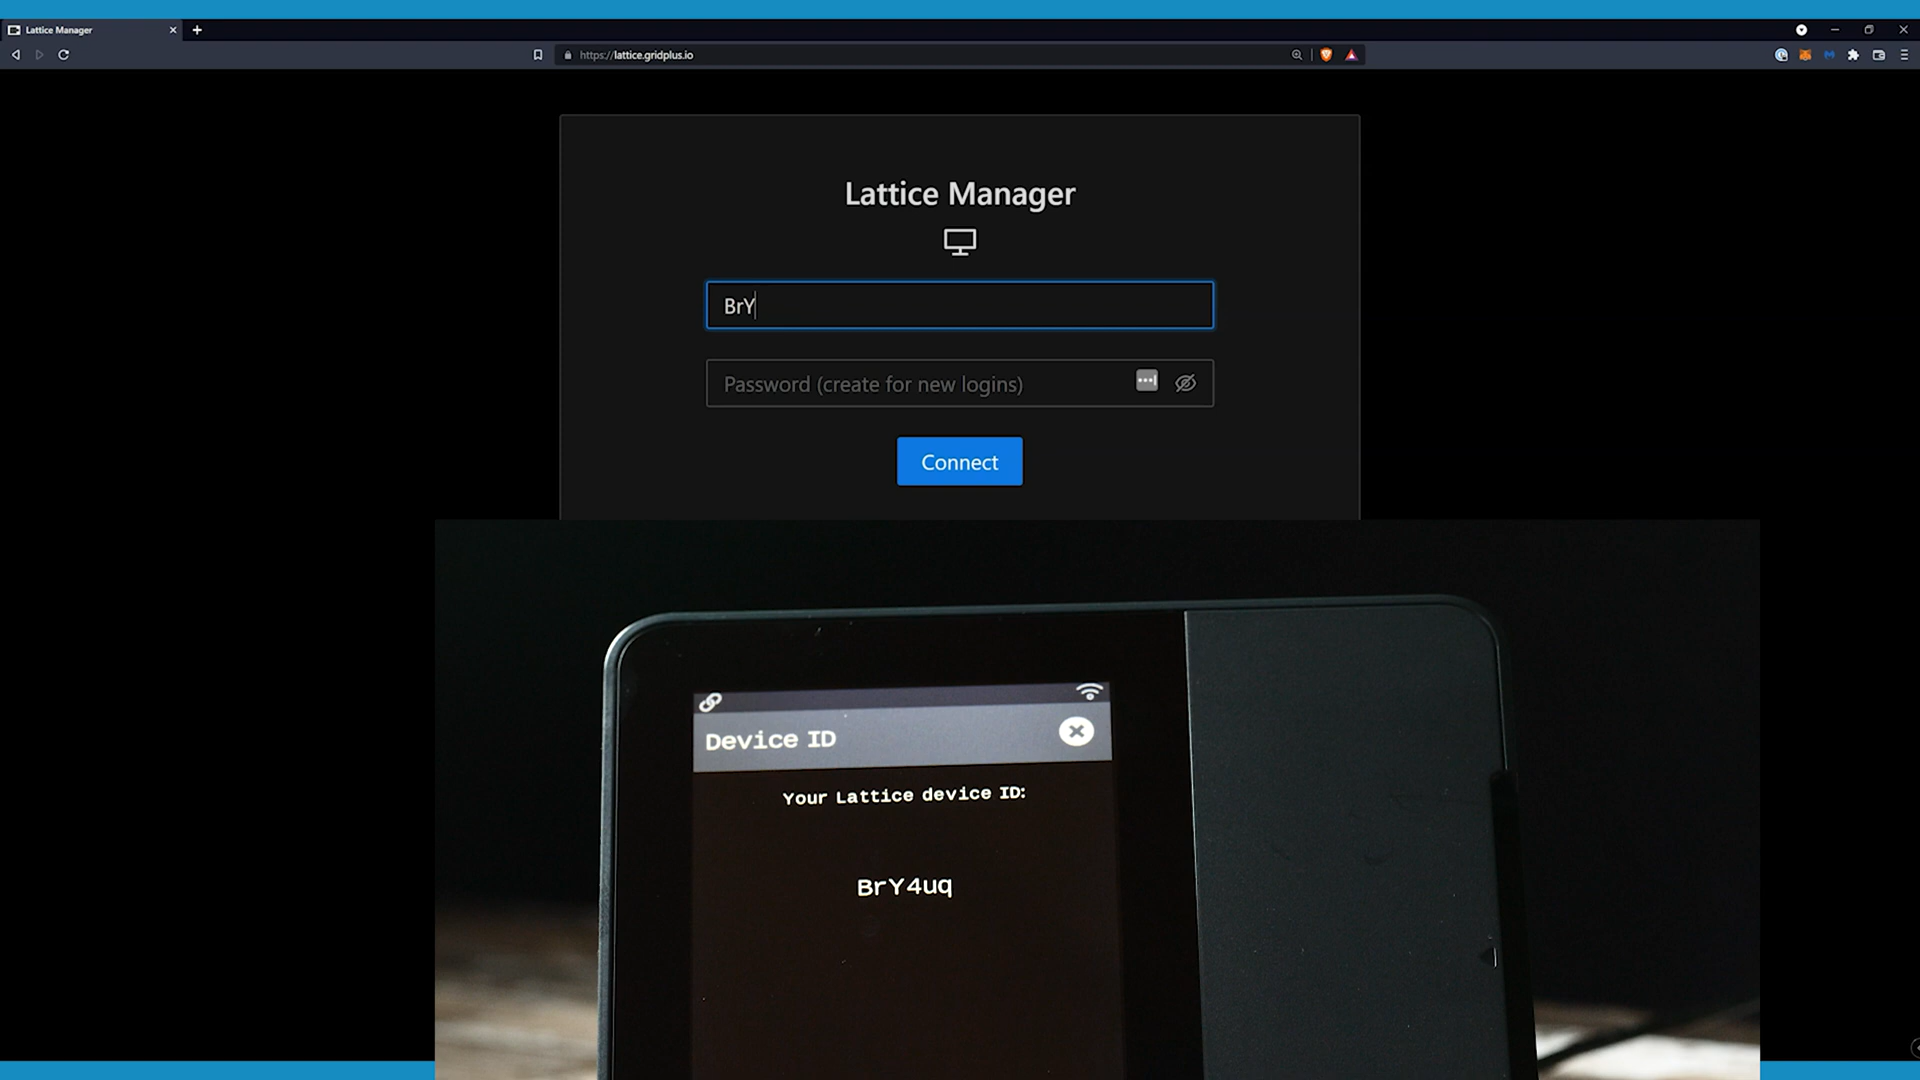 Lattice Manager
https://lattice.gridplus.io
Lattice Manager
BrY
Password (create for new logins)
Connect
Device ID
Your Lattice device ID:
BrY4uq